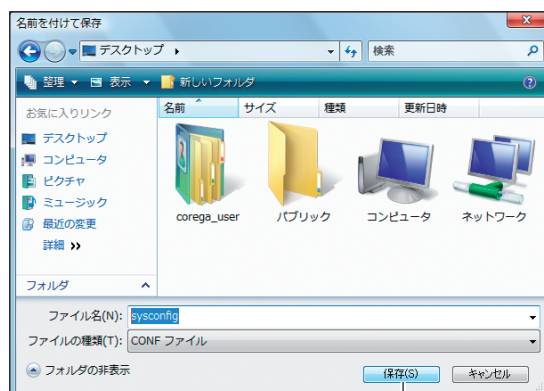 名前を付けて保存
デスクトップ
検索
整理 表示 新しいフォルダ
お気に入りリンク
デスクトップ
コンピュータ
ピクチャ
ミュージック
最近の変更
詳細 »
フォルダ
名前 サイズ 種類 更新日時
corega_user パブリック コンピュータ ネットワーク
ファイル名(N): sysconfig
ファイルの種類(T): CONF ファイル
フォルダの非表示
保存(S) キャンセル